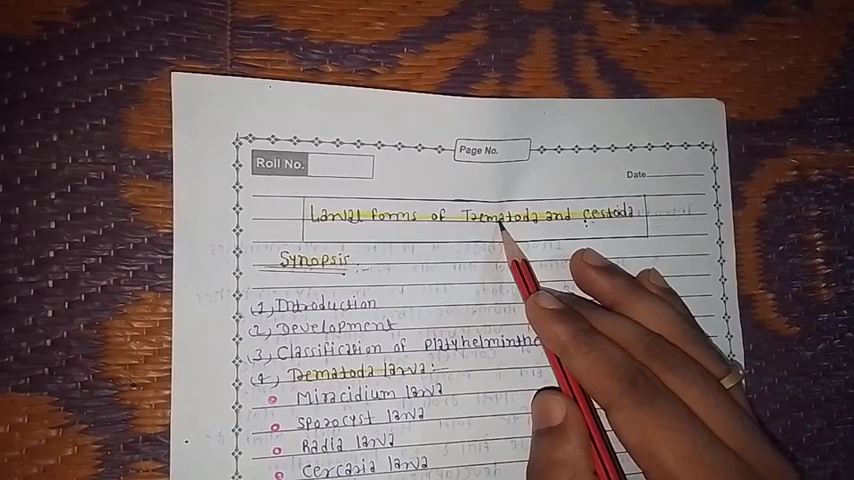 Page No.
Roll No.
Date
Larval forms of Trematoda and Cestoda
Synopsis
(1) Introduction
(2) Development
(3) Classification of Platyhelminthe
(4) Trematoda larva:-
Miracidium larva
Sporocyst larva
Radia larva
Cercaria larva